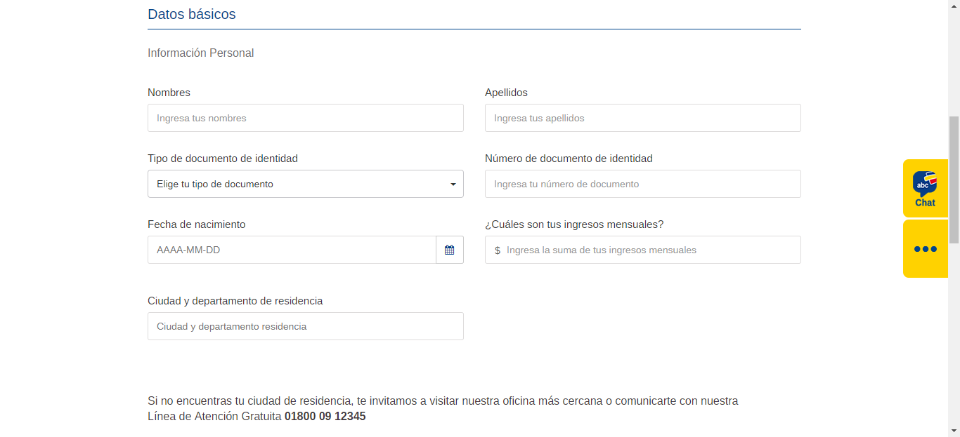 Datos básicos
Información Personal
Nombres
Apellidos
Ingresa tus nombres
Ingresa tus apellidos
Tipo de documento de identidad
Número de documento de identidad
Elige tu tipo de documento
Ingresa tu número de documento
Fecha de nacimiento
¿Cuáles son tus ingresos mensuales?
AAAA-MM-DD
$ Ingresa la suma de tus ingresos mensuales
Ciudad y departamento de residencia
Ciudad y departamento residencia
Si no encuentras tu ciudad de residencia, te invitamos a visitar nuestra oficina más cercana o comunicarte con nuestra
Línea de Atención Gratuita 01800 09 12345
abc
Chat